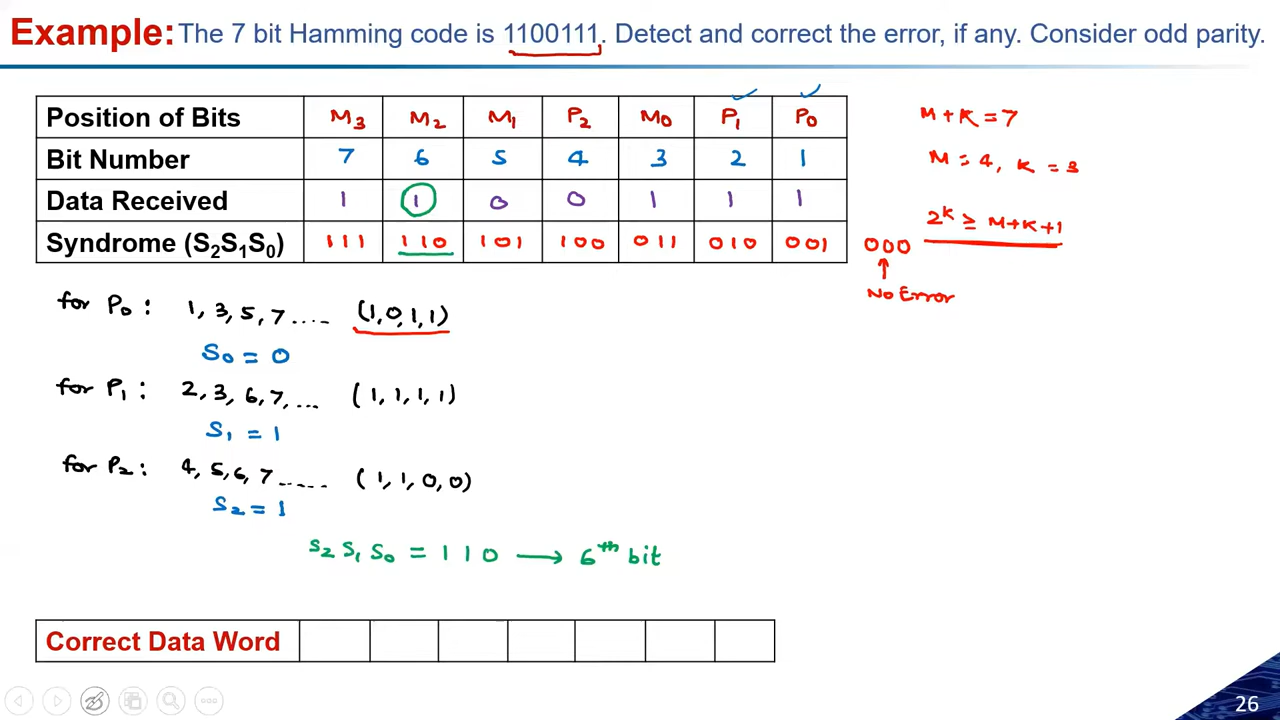 Example: The 7 bit Hamming code is 1100111. Detect and correct the error, if any. Consider odd parity.
Position of Bits M3 M2 M1 P2 M0 P1 P0
Bit Number 7 6 5 4 3 2 1
Data Received 1 1 0 0 1 1 1
Syndrome (S2S1S0) 111 110 101 100 011 010 001
M+K=7
M=4, K=3
2^K ≥ M+K+1
000
No Error
for P0: 1, 3, 5, 7.... (1,0,1,1)
S0 = 0
for P1: 2, 3, 6, 7,... (1, 1, 1, 1)
S1 = 1
for P2: 4, 5, 6, 7...... (1, 1, 0, 0)
S2 = 1
S2 S1 S0 = 110 → 6th bit
Correct Data Word
26